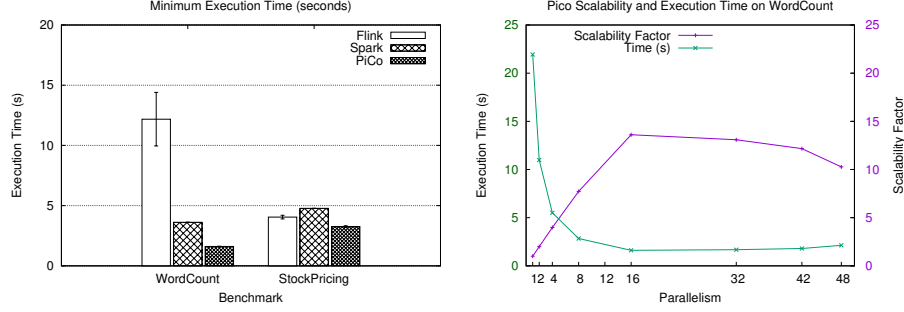 Minimum Execution Time (seconds)
20
15
10
5
0
Execution Time (s)
Flink
Spark
PiCo
WordCount
StockPricing
Benchmark
Pico Scalability and Execution Time on WordCount
25
20
15
10
5
0
Execution Time (s)
Scalability Factor
Time (s)
25
20
15
10
5
0
Scalability Factor
1 2 4 8 12 16 32 42 48
Parallelism